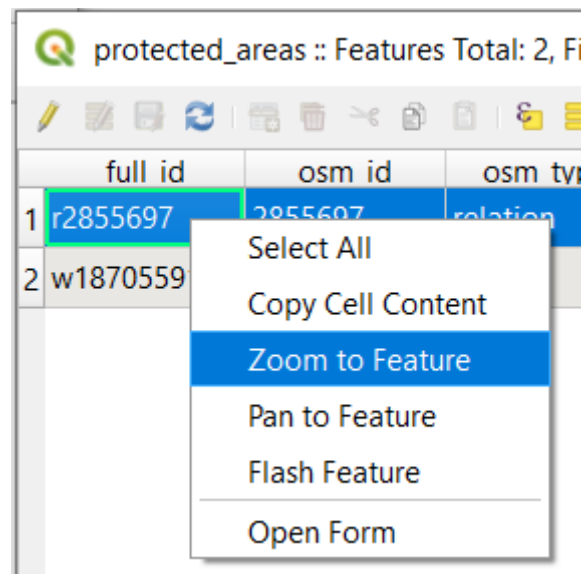 protected_areas :: Features Total: 2, Fi
full_id osm_id osm_typ
1 r2855697 2855697 relation
2 w18705591
Select All
Copy Cell Content
Zoom to Feature
Pan to Feature
Flash Feature
Open Form